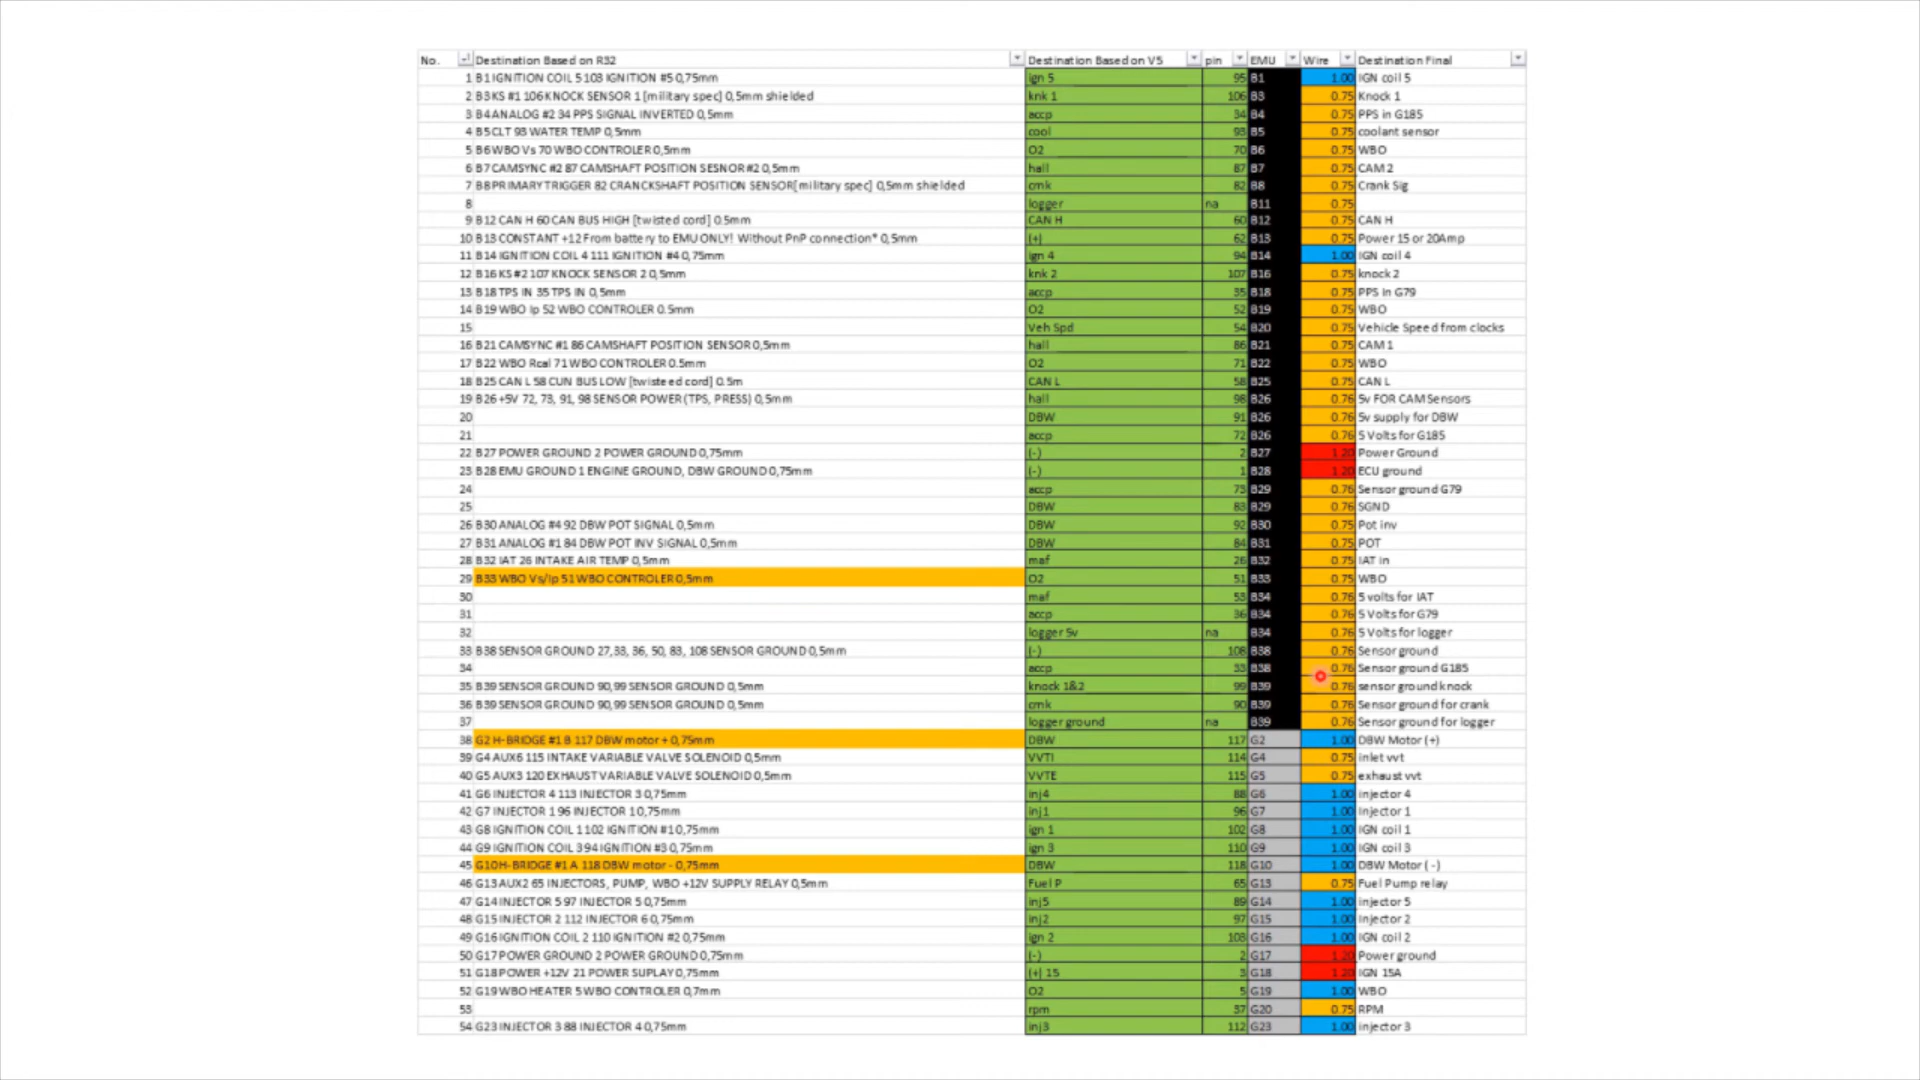 No. Destination Based on R32 Destination Based on V5 pin EMU Wire Destination Final
1 B1 IGNITION COIL 5 103 IGNITION #5 0,75mm ign 5 95 B1 1.00 IGN coil 5
2 B3 KS #1 106 KNOCK SENSOR 1 [military spec] 0,5mm shielded knk 1 106 B3 0.75 Knock 1
3 B4 ANALOG #2 34 PPS SIGNAL INVERTED 0,5mm accp 34 B4 0.75 PPS in G185
4 B5 CLT 93 WATER TEMP 0,5mm cool 93 B5 0.75 coolant sensor
5 B6 WBO Vs 70 WBO CONTROLER 0,5mm O2 70 B6 0.75 WBO
6 B7 CAMSYNC #2 87 CAMSHAFT POSITION SESNOR #2 0,5mm hall 87 B7 0.75 CAM 2
7 B8 PRIMARY TRIGGER 82 CRANCKSHAFT POSITION SENSOR[military spec] 0,5mm shielded crnk 82 B8 0.75 Crank Sig
8 logger na B11 0.75
9 B12 CAN H 60 CAN BUS HIGH [twisted cord] 0.5mm CAN H 60 B12 0.75 CAN H
10 B13 CONSTANT +12 From battery to EMU ONLY! Without PnP connection* 0,5mm (+) 62 B13 0.75 Power 15 or 20Amp
11 B14 IGNITION COIL 4 111 IGNITION #4 0,75mm ign 4 94 B14 1.00 IGN coil 4
12 B16 KS #2 107 KNOCK SENSOR 2 0,5mm knk 2 107 B16 0.75 knock 2
13 B18 TPS IN 35 TPS IN 0,5mm accp 35 B18 0.75 PPS in G79
14 B19 WBO Ip 52 WBO CONTROLER 0.5mm O2 52 B19 0.75 WBO
15 Veh Spd 54 B20 0.75 Vehicle Speed from clocks
16 B21 CAMSYNC #1 86 CAMSHAFT POSITION SENSOR 0,5mm hall 86 B21 0.75 CAM 1
17 B22 WBO Rcal 71 WBO CONTROLER 0.5mm O2 71 B22 0.75 WBO
18 B25 CAN L 58 CUN BUS LOW [twisteed cord] 0.5m CAN L 58 B25 0.75 CAN L
19 B26 +5V 72, 73, 91, 98 SENSOR POWER (TPS, PRESS) 0,5mm hall 98 B26 0.76 5v FOR CAM Sensors
20 DBW 91 B26 0.76 5v supply for DBW
21 accp 72 B26 0.76 5 Volts for G185
22 B27 POWER GROUND 2 POWER GROUND 0,75mm (-) 2 B27 1.20 Power Ground
23 B28 EMU GROUND 1 ENGINE GROUND, DBW GROUND 0,75mm (-) 1 B28 1.20 ECU ground
24 accp 73 B29 0.76 Sensor ground G79
25 DBW 83 B29 0.76 SGND
26 B30 ANALOG #4 92 DBW POT SIGNAL 0,5mm DBW 92 B30 0.75 Pot inv
27 B31 ANALOG #1 84 DBW POT INV SIGNAL 0,5mm DBW 84 B31 0.75 POT
28 B32 IAT 26 INTAKE AIR TEMP 0,5mm maf 26 B32 0.75 IAT in
29 B33 WBO Vs/Ip 51 WBO CONTROLER 0,5mm O2 51 B33 0.75 WBO
30 maf 53 B34 0.76 5 volts for IAT
31 accp 36 B34 0.76 5 Volts for G79
32 logger 5v na B34 0.76 5 Volts for logger
33 B38 SENSOR GROUND 27, 33, 36, 50, 83, 108 SENSOR GROUND 0,5mm (-) 108 B38 0.76 Sensor ground
34 accp 33 B38 0.76 Sensor ground G185
35 B39 SENSOR GROUND 90, 99 SENSOR GROUND 0,5mm knock 1&2 99 B39 0.76 sensor ground knock
36 B39 SENSOR GROUND 90, 99 SENSOR GROUND 0,5mm crnk 90 B39 0.76 Sensor ground for crank
37 logger ground na B39 0.76 Sensor ground for logger
38 G2 H-BRIDGE #1 B 117 DBW motor + 0,75mm DBW 117 G2 1.00 DBW Motor (+)
39 G4 AUX6 115 INTAKE VARIABLE VALVE SOLENOID 0,5mm VVTI 114 G4 0.75 inlet vvt
40 G5 AUX3 120 EXHAUST VARIABLE VALVE SOLENOID 0,5mm VVTE 115 G5 0.75 exhaust vvt
41 G6 INJECTOR 4 113 INJECTOR 3 0,75mm inj4 88 G6 1.00 injector 4
42 G7 INJECTOR 1 96 INJECTOR 1 0,75mm inj1 96 G7 1.00 Injector 1
43 G8 IGNITION COIL 1 102 IGNITION #1 0,75mm ign 1 102 G8 1.00 IGN coil 1
44 G9 IGNITION COIL 3 94 IGNITION #3 0,75mm ign 3 110 G9 1.00 IGN coil 3
45 G10 H-BRIDGE #1 A 118 DBW motor - 0,75mm DBW 118 G10 1.00 DBW Motor ( -)
46 G13 AUX2 65 INJECTORS, PUMP, WBO +12V SUPPLY RELAY 0,5mm Fuel P 65 G13 0.75 Fuel Pump relay
47 G14 INJECTOR 5 97 INJECTOR 5 0,75mm inj5 89 G14 1.00 injector 5
48 G15 INJECTOR 2 112 INJECTOR 6 0,75mm inj2 97 G15 1.00 Injector 2
49 G16 IGNITION COIL 2 110 IGNITION #2 0,75mm ign 2 103 G16 1.00 IGN coil 2
50 G17 POWER GROUND 2 POWER GROUND 0,75mm (-) 2 G17 1.20 Power ground
51 G18 POWER +12V 21 POWER SUPLAY 0,75mm (+) 15 3 G18 1.20 IGN 15A
52 G19 WBO HEATER 5 WBO CONTROLER 0,7mm O2 5 G19 1.00 WBO
53 rpm 37 G20 0.75 RPM
54 G23 INJECTOR 3 88 INJECTOR 4 0,75mm inj3 112 G23 1.00 injector 3